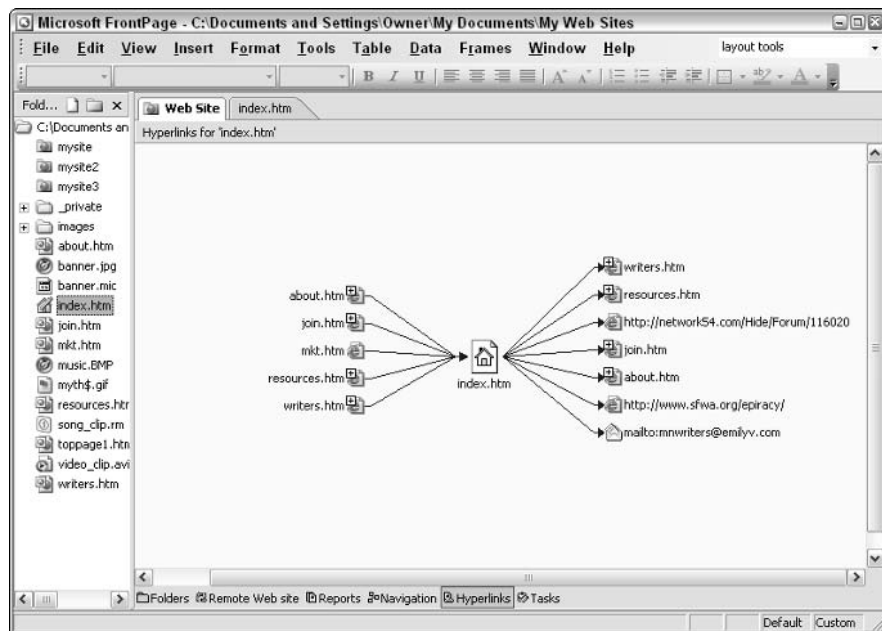 Microsoft FrontPage - C:\Documents and Settings\Owner\My Documents\My Web Sites
File Edit View Insert Format Tools Table Data Frames Window Help layout tools
B I U A A ab A
Fold... Web Site index.htm
C:\Documents an
Hyperlinks for 'index.htm'
mysite
mysite2
mysite3
_private
images
about.htm
banner.jpg
banner.mic
index.htm
join.htm
mkt.htm
music.BMP
myth$.gif
resources.htr
song_clip.rm
toppage1.htn
video_clip.avi
writers.htm
about.htm
join.htm
mkt.htm
resources.htm
writers.htm
index.htm
writers.htm
resources.htm
http://network54.com/Hide/Forum/116020
join.htm
about.htm
http://www.sfwa.org/epiracy/
mailto:mnwriters@emilyv.com
Folders Remote Web site Reports Navigation Hyperlinks Tasks
Default Custom